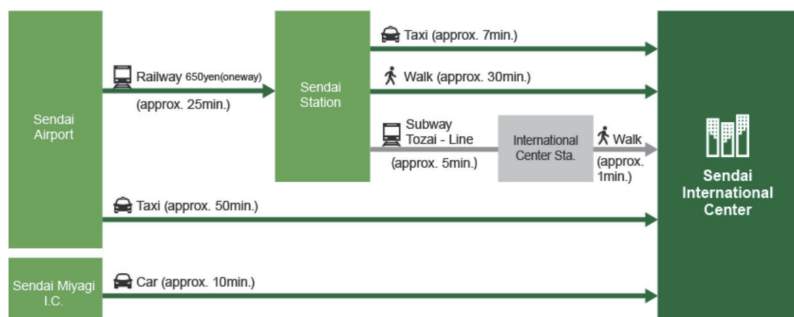 Sendai
Airport
Railway 650yen(oneway)
(approx. 25min.)
Sendai
Station
Taxi (approx. 7min.)
Walk (approx. 30min.)
Subway
Tozai - Line
(approx. 5min.)
International
Center Sta.
Walk
(approx.
1min.)
Taxi (approx. 50min.)
Sendai Miyagi
I.C.
Car (approx. 10min.)
Sendai
International
Center